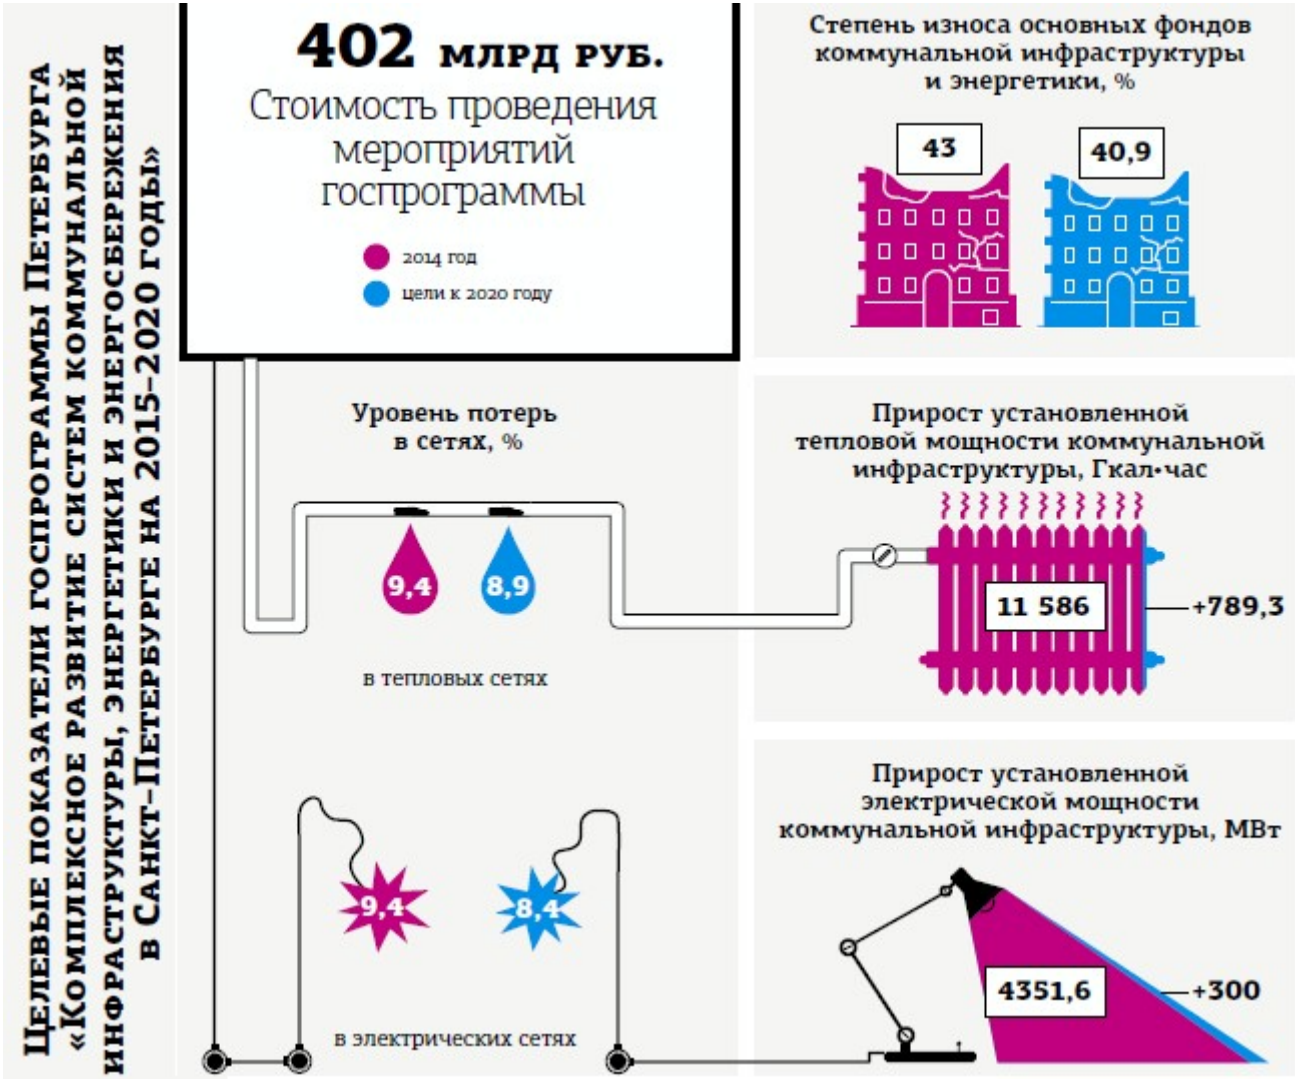 Целевые показатели госпрограммы Петербурга
«Комплексное развитие систем коммунальной
инфраструктуры, энергетики и энергосбережения
в Санкт-Петербурге на 2015–2020 годы»
402 млрд руб.
Стоимость проведения
мероприятий
госпрограммы
2014 год
цели к 2020 году
Степень износа основных фондов
коммунальной инфраструктуры
и энергетики, %
43
40,9
Уровень потерь
в сетях, %
9,4
8,9
в тепловых сетях
9,4
8,4
в электрических сетях
Прирост установленной
тепловой мощности коммунальной
инфраструктуры, Гкал•час
11 586
+789,3
Прирост установленной
электрической мощности
коммунальной инфраструктуры, МВт
4351,6
+300